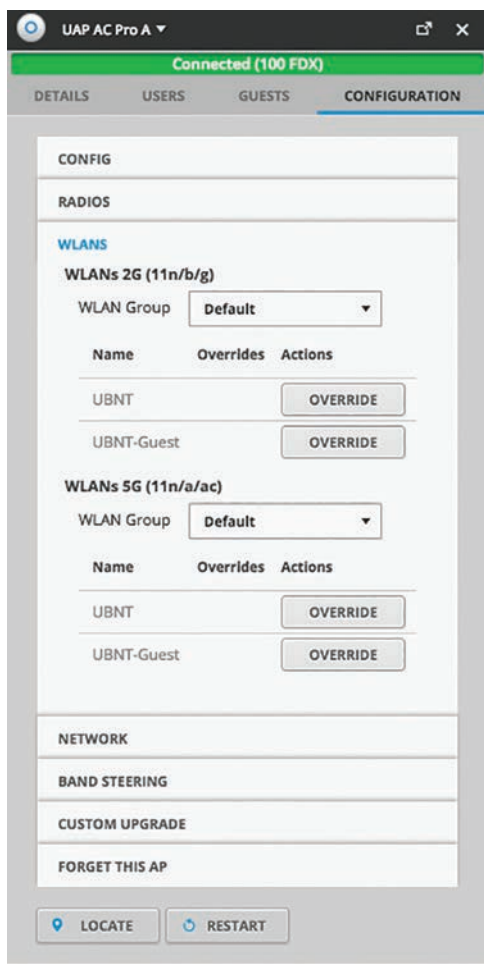 UAP AC Pro A
Connected (100 FDX)
DETAILS USERS GUESTS CONFIGURATION
CONFIG
RADIOS
WLANS
WLANs 2G (11n/b/g)
WLAN Group Default
Name Overrides Actions
UBNT OVERRIDE
UBNT-Guest OVERRIDE
WLANs 5G (11n/a/ac)
WLAN Group Default
Name Overrides Actions
UBNT OVERRIDE
UBNT-Guest OVERRIDE
NETWORK
BAND STEERING
CUSTOM UPGRADE
FORGET THIS AP
LOCATE RESTART